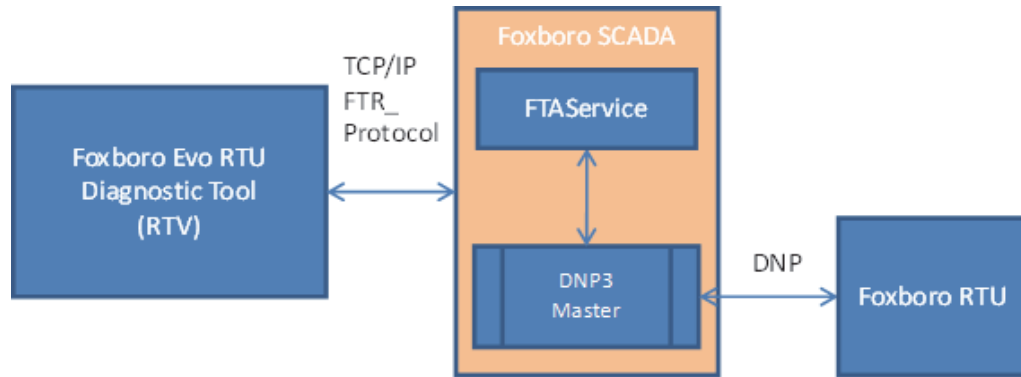 Foxboro Evo RTU
Diagnostic Tool
(RTV)
TCP/IP
FTR_
Protocol
Foxboro SCADA
FTAService
DNP3
Master
DNP
Foxboro RTU